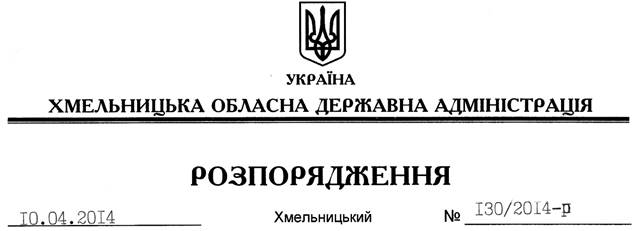 УКРАЇНА
ХМЕЛЬНИЦЬКА ОБЛАСНА ДЕРЖАВНА АДМІНІСТРАЦІЯ
РОЗПОРЯДЖЕННЯ
10.04.2014 Хмельницький № 130/2014-р